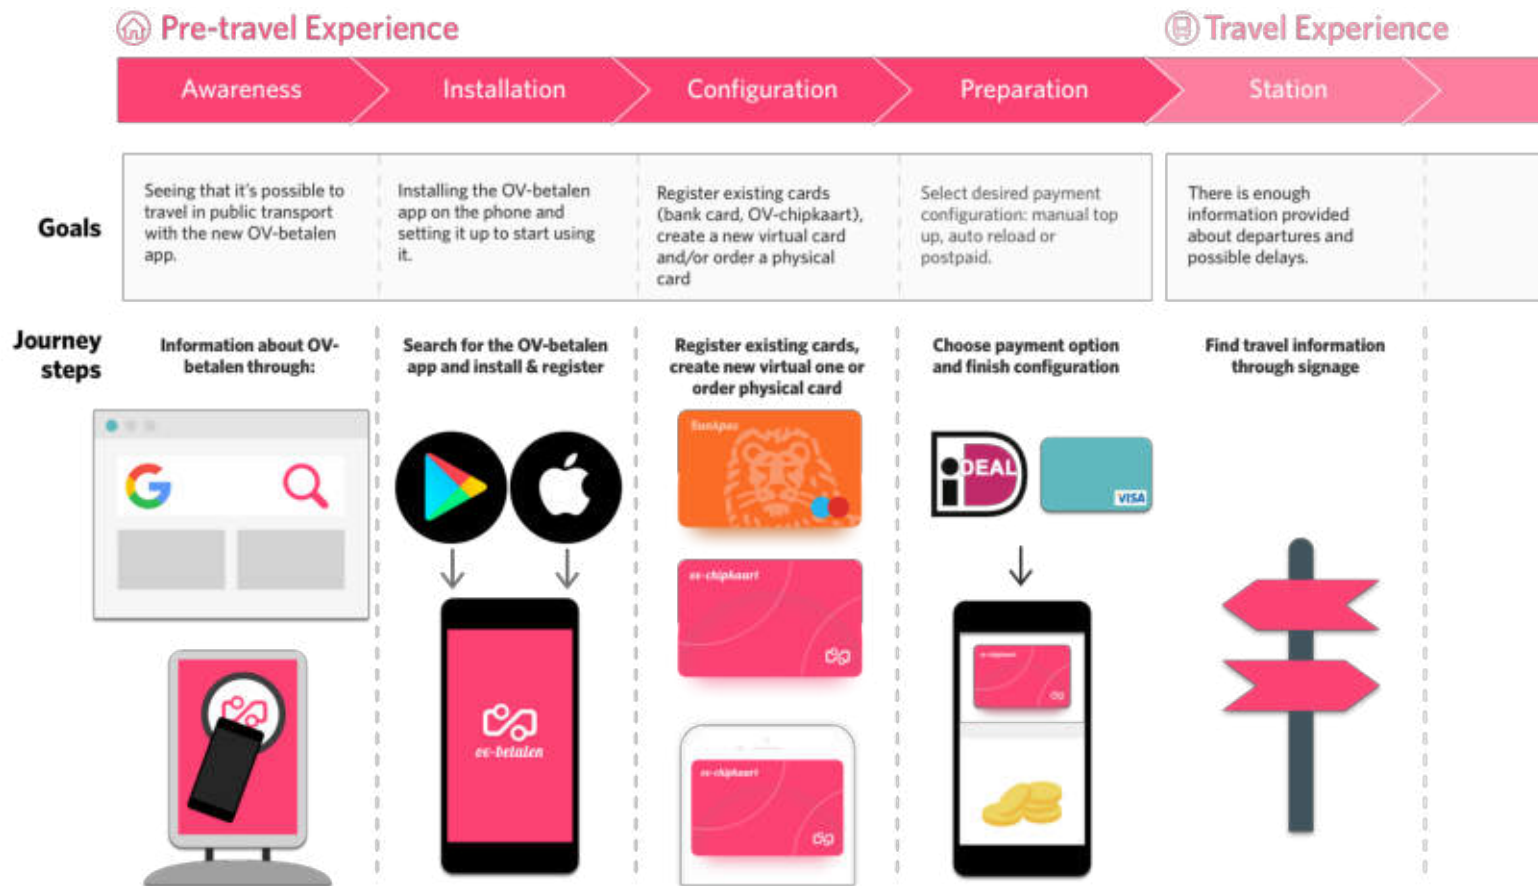 Pre-travel Experience
Travel Experience
Awareness
Installation
Configuration
Preparation
Station
Goals
Seeing that it's possible to
travel in public transport
with the new OV-betalen
app.
Installing the OV-betalen
app on the phone and
setting it up to start using
it.
Register existing cards
(bank card, OV-chipkaart),
create a new virtual card
and/or order a physical
card
Select desired payment
configuration: manual top
up, auto reload or
postpaid.
There is enough
information provided
about departures and
possible delays.
Journey
steps
Information about OV-
betalen through:
Search for the OV-betalen
app and install & register
Register existing cards,
create new virtual one or
order physical card
Choose payment option
and finish configuration
Find travel information
through signage
G
ov-betalen
Bankpas
ov-chipkaart
ov-chipkaart
iDEAL
VISA